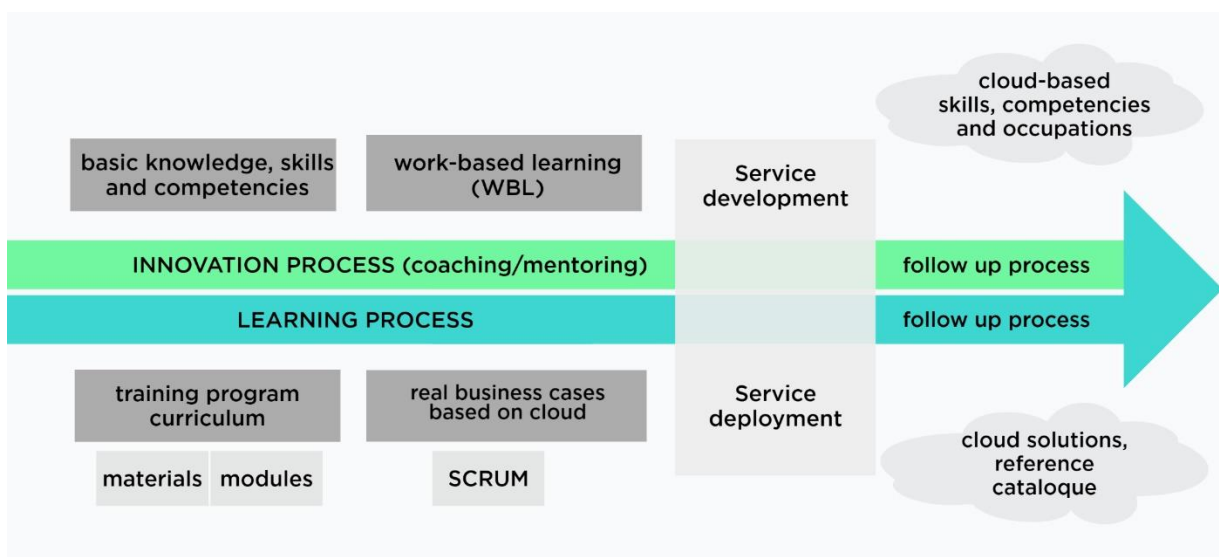 cloud-based
skills, competencies
and occupations
basic knowledge, skills
and competencies
work-based learning
(WBL)
Service
development
INNOVATION PROCESS (coaching/mentoring)
follow up process
LEARNING PROCESS
follow up process
training program
curriculum
real business cases
based on cloud
Service
deployment
materials
modules
SCRUM
cloud solutions,
reference
cataloque